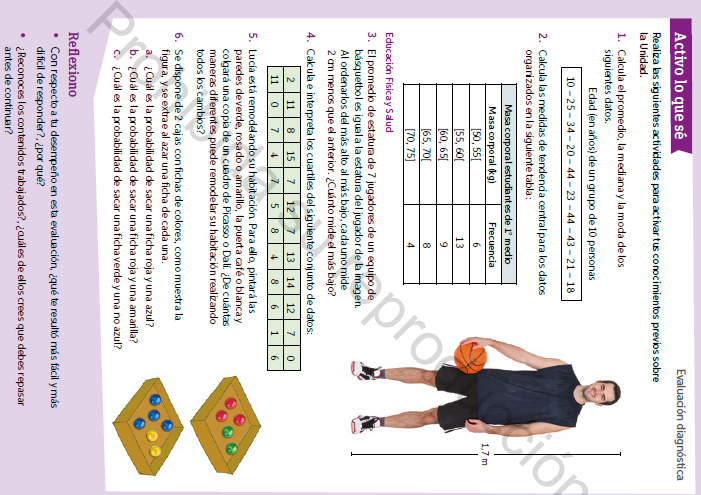 Activo lo que sé
Evaluación diagnóstica
Realiza las siguientes actividades para activar tus conocimientos previos sobre
la Unidad.
1. Calcula el promedio, la mediana y la moda de los
siguientes datos.
Edad (en años) de un grupo de 10 personas
10 – 25 – 34 – 20 – 44 – 23 – 44 – 43 – 21 – 18
2. Calcula las medidas de tendencia central para los datos
organizados en la siguiente tabla:
Masa corporal estudiantes de 1° medio
Masa corporal (kg) Frecuencia
[50, 55[ 6
[55, 60[ 13
[60, 65[ 9
[65, 70[ 8
[70, 75] 4
Educación Física y Salud
3. El promedio de estatura de 7 jugadores de un equipo de
básquetbol es igual a la estatura del jugador de la imagen.
Al ordenarlos del más alto al más bajo, cada uno mide
2 cm menos que el anterior. ¿Cuánto mide el más bajo?
1,7 m
4. Calcula e interpreta los cuartiles del siguiente conjunto de datos:
2 11 8 15 7 12 7 13 14 12 7 0
11 0 7 4 7 5 8 4 8 6 1 6
5. Lucía está remodelando su habitación. Para ello, pintará las
paredes de verde, rosado o amarillo, la puerta café o blanca y
colgará una copia de un cuadro de Picasso o Dalí. ¿De cuántas
maneras diferentes puede remodelar su habitación realizando
todos los cambios?
6. Se dispone de 2 cajas con fichas de colores, como muestra la
figura, y se extrae al azar una ficha de cada una.
a. ¿Cuál es la probabilidad de sacar una ficha roja y una azul?
b. ¿Cuál es la probabilidad de sacar una ficha roja y una amarilla?
c. ¿Cuál es la probabilidad de sacar una ficha verde y una no azul?
Reflexiono
• Con respecto a tu desempeño en esta evaluación, ¿qué te resultó más fácil y más
difícil de responder?, ¿por qué?
• ¿Reconoces los contenidos trabajados?, ¿cuáles de ellos crees que debes repasar
antes de continuar?
Prohibida su reproducción